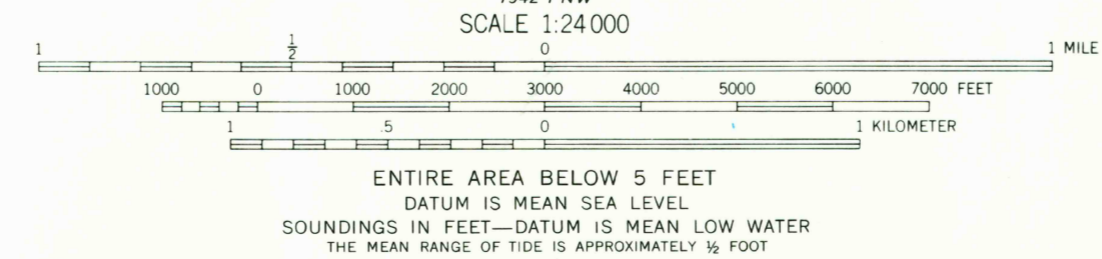 SCALE 1:24 000
1 ½ 0 1 MILE
1000 0 1000 2000 3000 4000 5000 6000 7000 FEET
1 .5 0 1 KILOMETER
ENTIRE AREA BELOW 5 FEET
DATUM IS MEAN SEA LEVEL
SOUNDINGS IN FEET—DATUM IS MEAN LOW WATER
THE MEAN RANGE OF TIDE IS APPROXIMATELY ½ FOOT